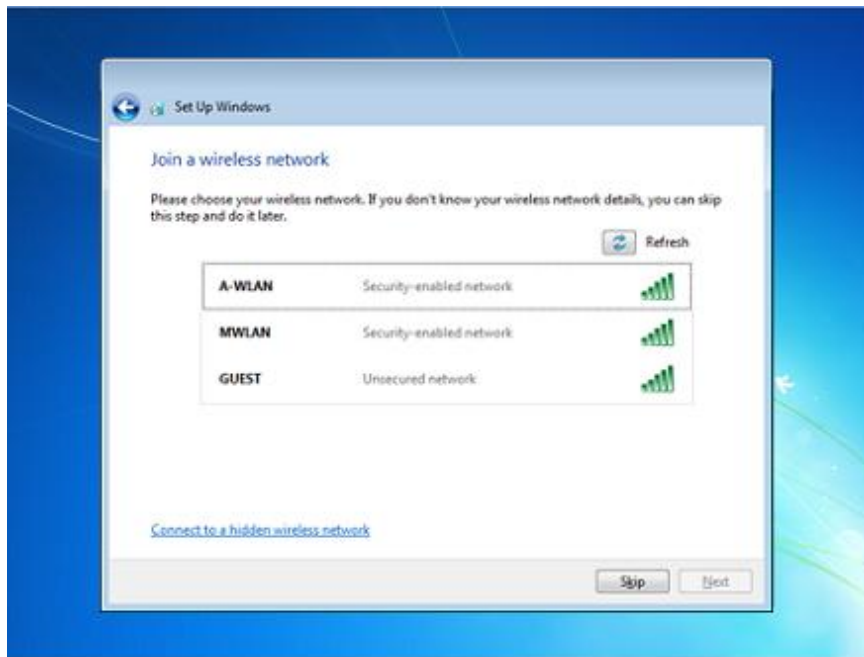 Set Up Windows
Join a wireless network
Please choose your wireless network. If you don't know your wireless network details, you can skip
this step and do it later.
Refresh
A-WLAN Security-enabled network
MWLAN Security-enabled network
GUEST Unsecured network
Connect to a hidden wireless network
Skip Next